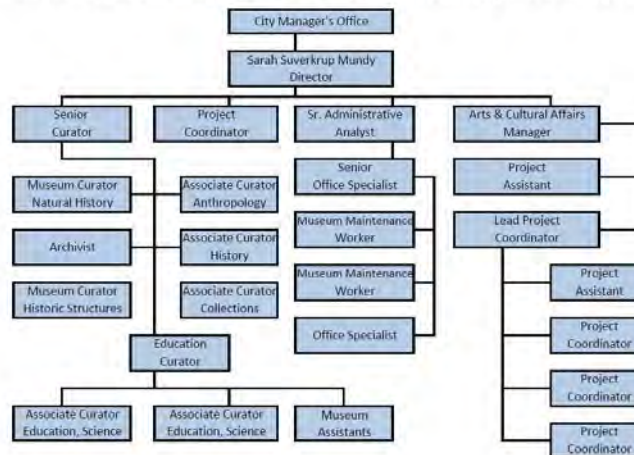 City Manager's Office
Sarah Suverkrup Mundy
Director
Senior
Curator
Project
Coordinator
Sr. Administrative
Analyst
Arts & Cultural Affairs
Manager
Museum Curator
Natural History
Associate Curator
Anthropology
Senior
Office Specialist
Project
Assistant
Archivist
Associate Curator
History
Museum Maintenance
Worker
Lead Project
Coordinator
Museum Curator
Historic Structures
Associate Curator
Collections
Museum Maintenance
Worker
Project
Assistant
Education
Curator
Office Specialist
Project
Coordinator
Associate Curator
Education, Science
Associate Curator
Education, Science
Museum
Assistants
Project
Coordinator
Project
Coordinator